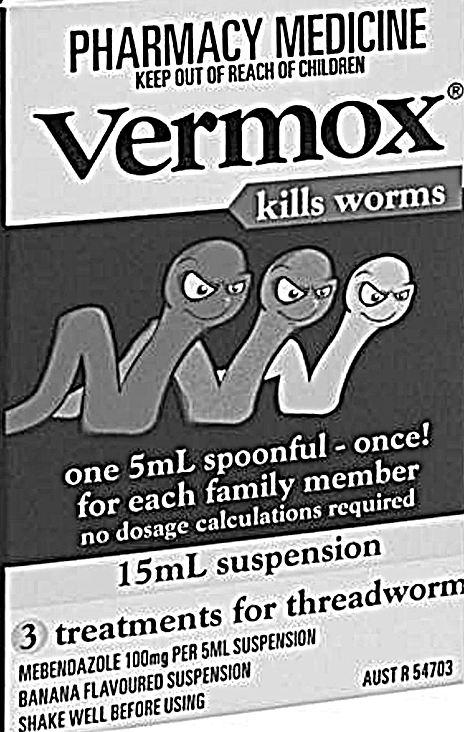 PHARMACY MEDICINE
KEEP OUT OF REACH OF CHILDREN
Vermox®
kills worms
one 5mL spoonful - once!
for each family member
no dosage calculations required
15mL suspension
3 treatments for threadworm
MEBENDAZOLE 100mg PER 5ML SUSPENSION
BANANA FLAVOURED SUSPENSION
SHAKE WELL BEFORE USING
AUST R 54703